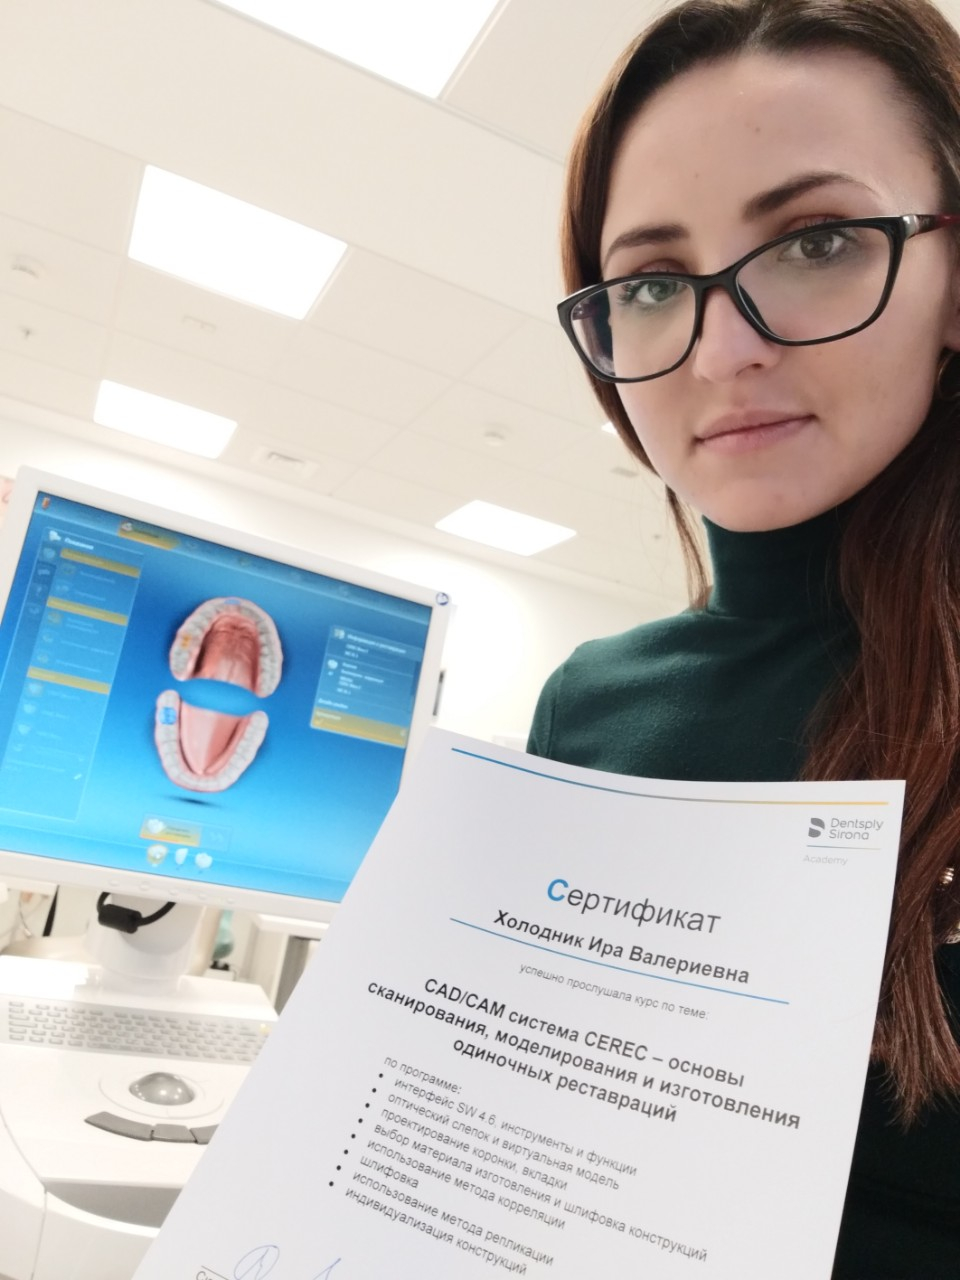 Dentsply
Sirona
Academy
Сертификат
Холодник Ира Валериевна
успешно прослушала курс по теме:
CAD/CAM система CEREC – основы
сканирования, моделирования и изготовления
одиночных реставраций
по программе:
• интерфейс SW 4.6, инструменты и функции
• оптический слепок и виртуальная модель
• проектирование коронки, вкладки
• выбор материала изготовления и шлифовка конструкций
• использование метода корреляции
• шлифовка
• использование метода репликации
• индивидуализация конструкций